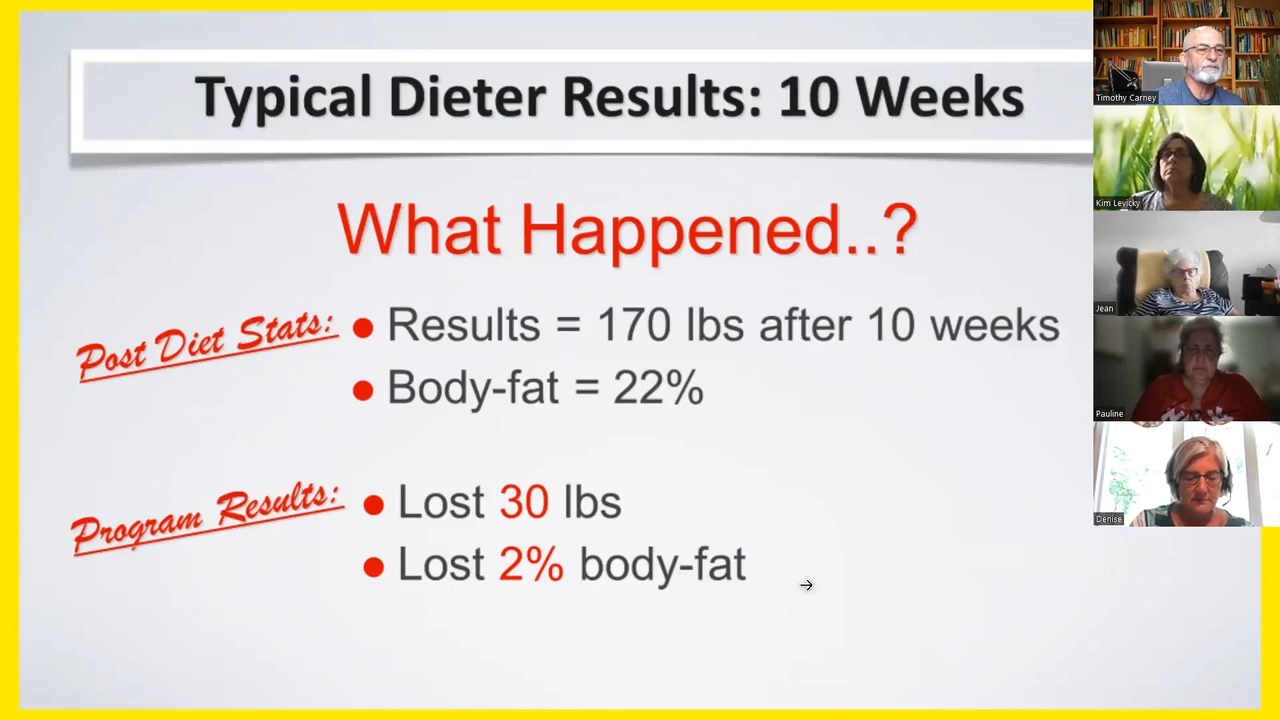 Typical Dieter Results: 10 Weeks
What Happened..?
Post Diet Stats:
● Results = 170 lbs after 10 weeks
● Body-fat = 22%
Program Results:
● Lost 30 lbs
● Lost 2% body-fat
→
Timothy Carney
Kim Levicky
Jean
Pauline
Denise